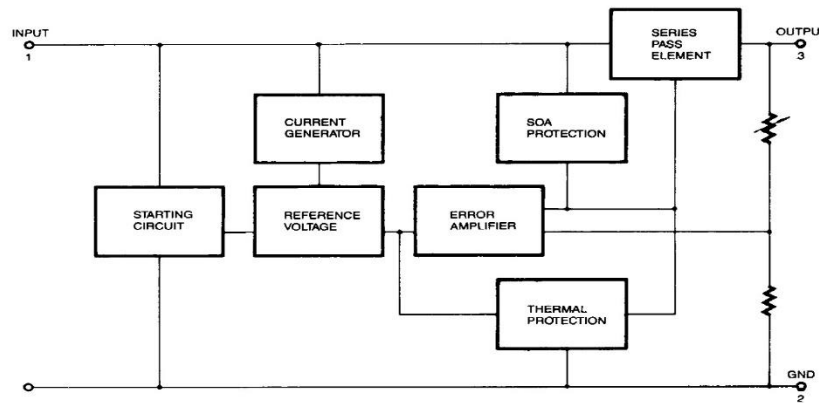 INPUT
1
SERIES
PASS
ELEMENT
OUTPU
3
CURRENT
GENERATOR
SOA
PROTECTION
STARTING
CIRCUIT
REFERENCE
VOLTAGE
ERROR
AMPLIFIER
THERMAL
PROTECTION
GND
2